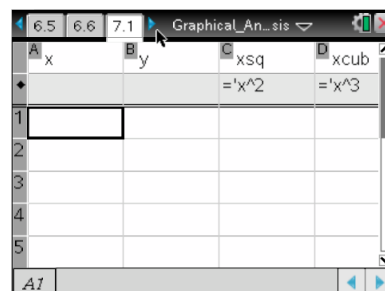 6.5 6.6 7.1 Graphical_An…sis
A x B y C xsq D xcub
='x^2 ='x^3
1
2
3
4
5
A1